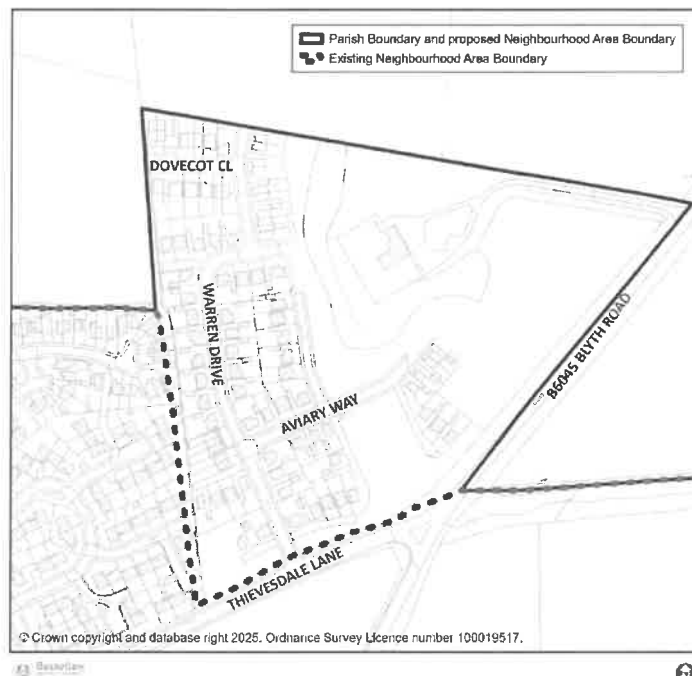 Parish Boundary and proposed Neighbourhood Area Boundary
Existing Neighbourhood Area Boundary
DOVECOT CL
WARREN DRIVE
B6045 BLYTH ROAD
AVIARY WAY
THIEVESDALE LANE
© Crown copyright and database right 2025. Ordnance Survey Licence number 100019517.